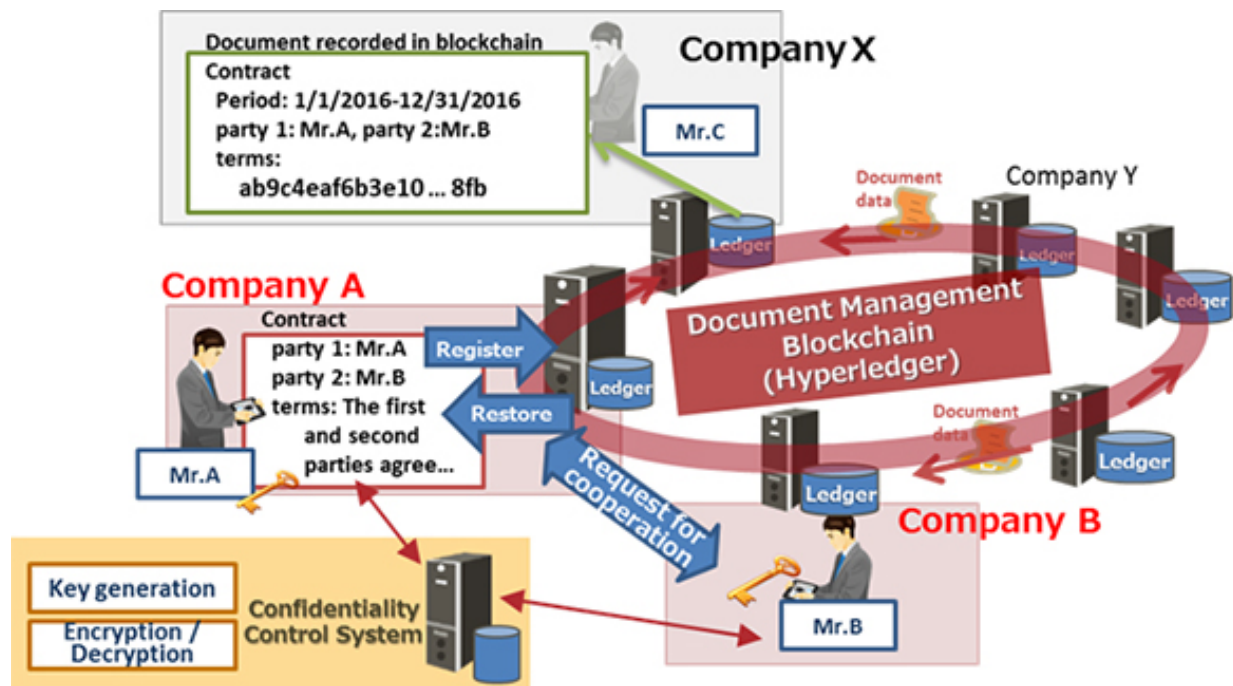 Document recorded in blockchain
Contract
Period: 1/1/2016-12/31/2016
party 1: Mr.A, party 2:Mr.B
terms:
ab9c4eaf6b3e10 ... 8fb
Company X
Mr.C
Ledger
Document
data
Company Y
Ledger
Ledger
Company A
Contract
party 1: Mr.A
party 2: Mr.B
terms: The first
and second
parties agree...
Mr.A
Register
Restore
Ledger
Document Management
Blockchain
(Hyperledger)
Request for
cooperation
Document
data
Ledger
Ledger
Company B
Mr.B
Key generation
Encryption /
Decryption
Confidentiality
Control System